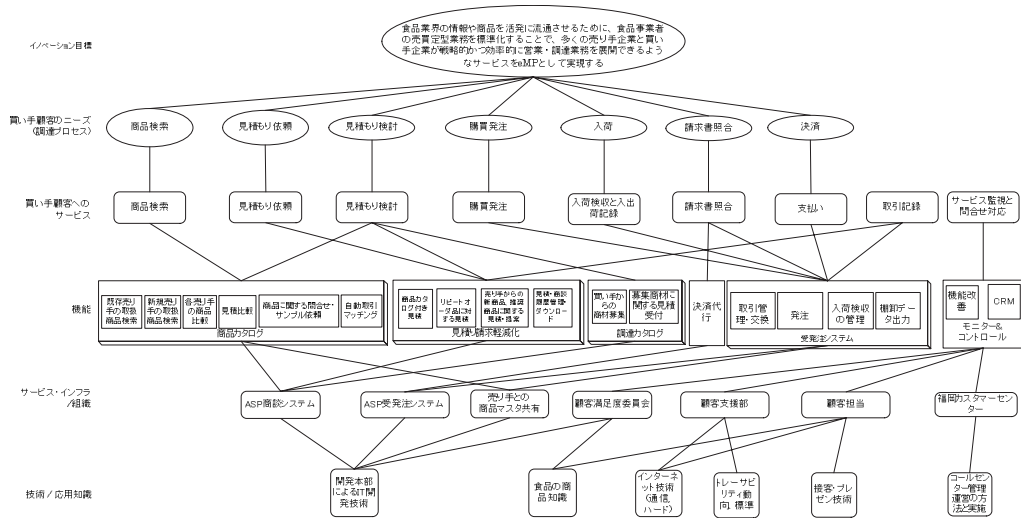 食品業界の情報や商品を活発に流通させるために、食品事業者
の売買定型業務を標準化することで、多くの売り手企業と買い
手企業が戦略的かつ効率的に営業・調達業務を展開できるよう
なサービスをeMPとして実現する
イノベーション目標
買い手顧客のニーズ
(調達プロセス)
商品検索
見積もり依頼
見積もり検討
購買発注
入荷
請求書照合
決済
買い手顧客への
サービス
商品検索
見積もり依頼
見積もり検討
購買発注
入荷検収と入出
荷記録
請求書照合
支払い
取引記録
サービス監視と
問合せ対応
機能
既存売り
手の取扱
商品検索
新規売り
手の取扱
商品検索
各売り手
の商品
比較
見積比較
商品に関する問合せ・
サンプル依頼
自動取引
マッチング
商品カタログ
商品カタ
ログ付き
見積
リピートオ
ーダ品に対
する見積
売り手からの
新商品、推奨
商品に関する
見積・提案
見積・商談
履歴管理・
ダウンロー
ド
見積り請求軽減化
買い手か
らの
商材募集
募集商材に
関する見積
受付
調達カタログ
決済代
行
取引管
理・交換
発注
入荷検収
の管理
棚卸デー
タ出力
受発注システム
機能改
善
CRM
モニター&
コントロール
サービス・インフラ
/組織
ASP商談システム
ASP受発注システム
売り手との
商品マスタ共有
顧客満足度委員会
顧客支援部
顧客担当
福岡カスタマーセン
ター
技術/応用知識
開発本部
によるIT開
発技術
食品の商
品知識
インターネ
ット技術
(通信、
ハード)
トレーサビ
リティ動
向、標準
接客・プレ
ゼン技術
コールセン
ター管理
運営の方
法と実施